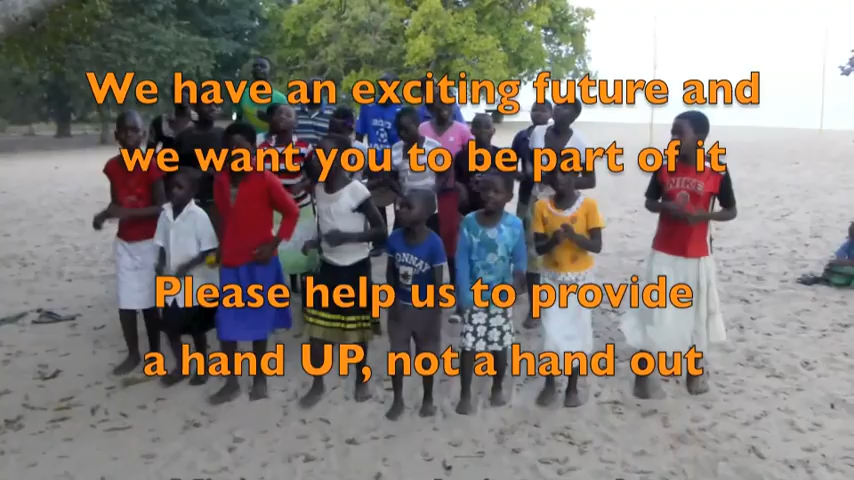 We have an exciting future and
we want you to be part of it
Please help us to provide
a hand UP, not a hand out
NIKE